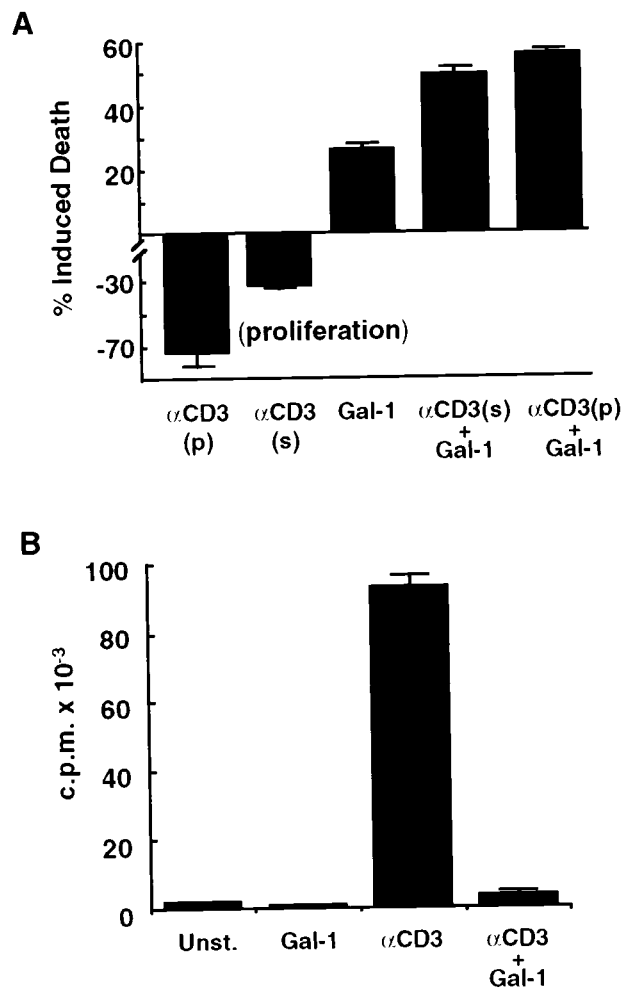 A
% Induced Death
60
40
20
-30
-70
(proliferation)
αCD3 (p)
αCD3 (s)
Gal-1
αCD3(s) + Gal-1
αCD3(p) + Gal-1
B
c.p.m. x 10⁻³
100
80
60
40
20
0
Unst.
Gal-1
αCD3
αCD3 + Gal-1